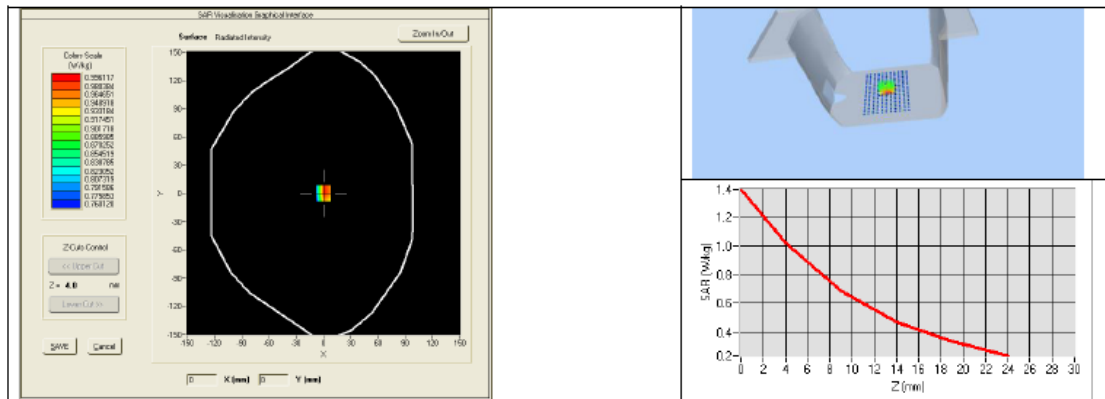 SAR Visualisation Graphical Interface
Surface Radiated Intensity
Zoom In/Out
Colors Scale
(W/kg)
0.996117
0.980384
0.964651
0.948918
0.933184
0.917451
0.901718
0.885985
0.870252
0.854519
0.838785
0.823052
0.807319
0.791586
0.775853
0.760120
150
120
90
60
30
0
-30
-60
-90
-120
-150
Y
-150 -120 -90 -60 -30 0 30 60 90 120 150
X
Z Cuts Control
<< Upper Cut
Z = 4.0 mm
Lower Cut >>
SAVE Cancel
0 X (mm) 0 Y (mm)
1.4
1.2
1.0
0.8
0.6
0.4
0.2
SAR (W/kg)
0 2 4 6 8 10 12 14 16 18 20 22 24 26 28 30
Z (mm)